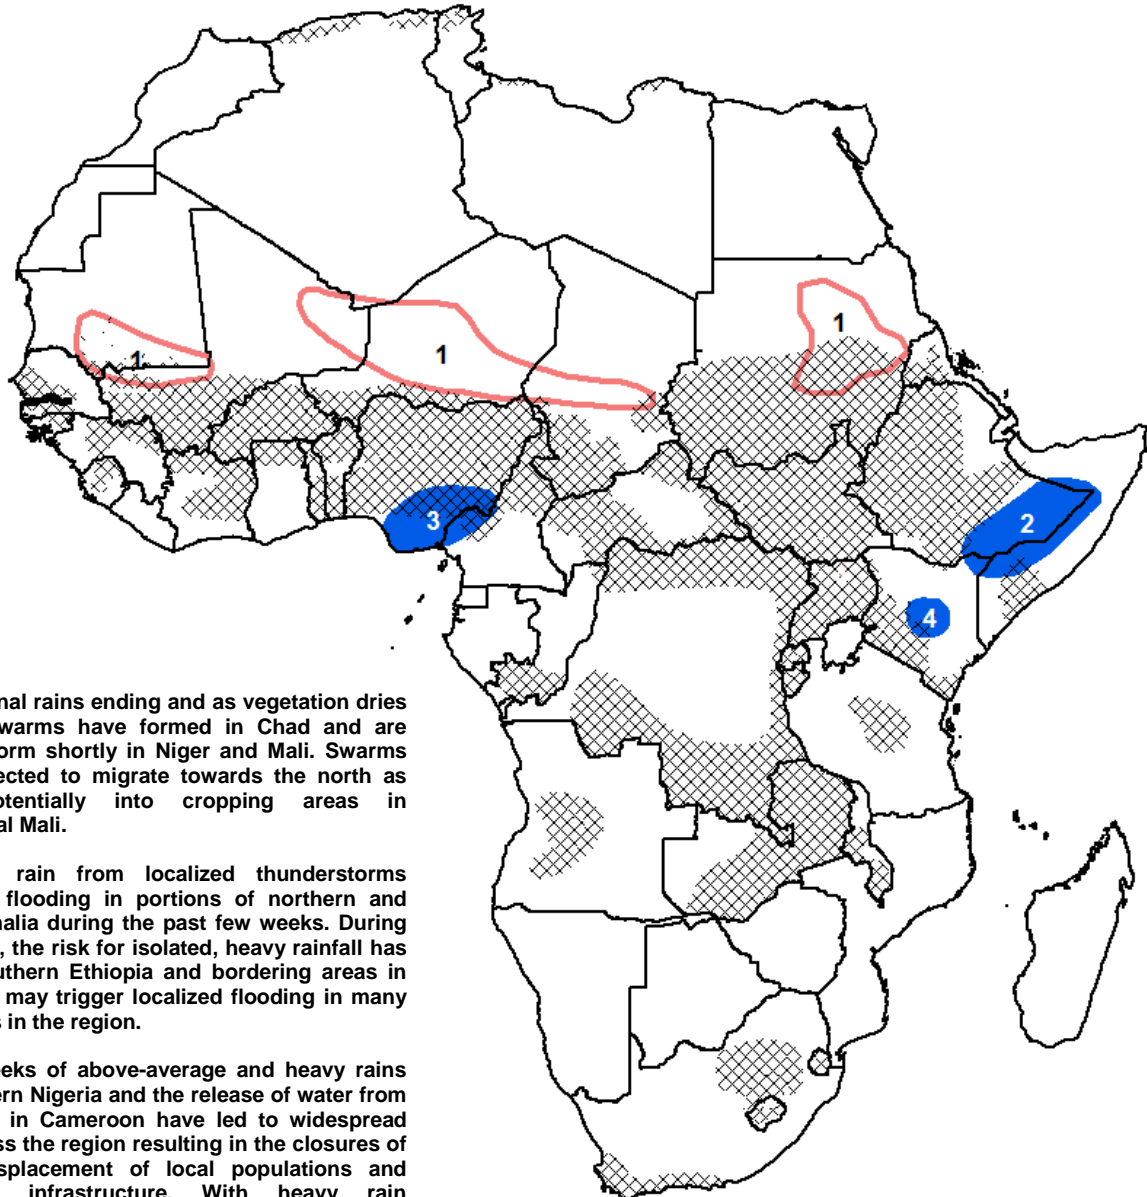 1
1
1
2
3
4
nal rains ending and as vegetation dries
warms have formed in Chad and are
orm shortly in Niger and Mali. Swarms
ected to migrate towards the north as
otentially into cropping areas in
al Mali.
rain from localized thunderstorms
flooding in portions of northern and
nalia during the past few weeks. During
, the risk for isolated, heavy rainfall has
uthern Ethiopia and bordering areas in
may trigger localized flooding in many
s in the region.
eks of above-average and heavy rains
ern Nigeria and the release of water from
in Cameroon have led to widespread
ss the region resulting in the closures of
splacement of local populations and
infrastructure. With heavy rain